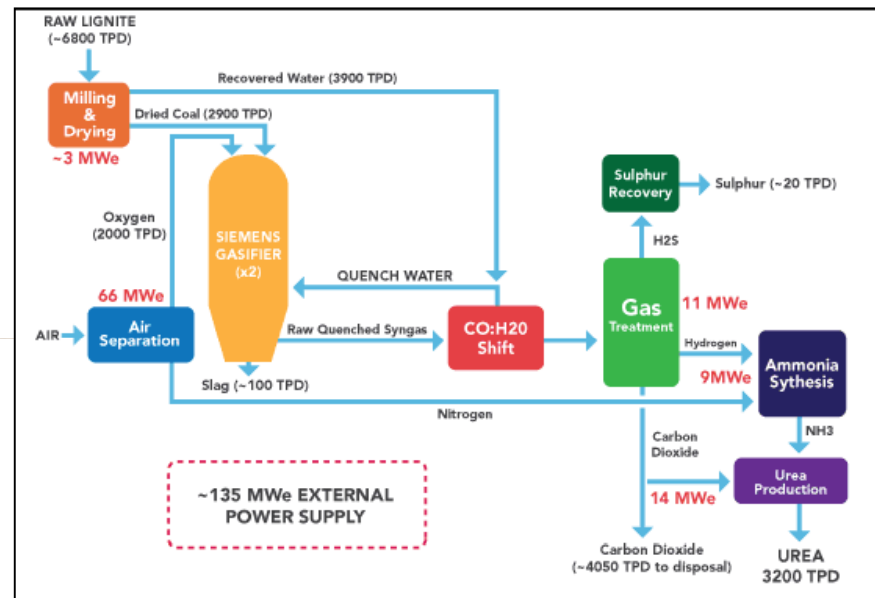 RAW LIGNITE
(~6800 TPD)
Recovered Water (3900 TPD)
Milling
&
Drying
Dried Coal (2900 TPD)
~3 MWe
Oxygen
(2000 TPD)
SIEMENS
GASIFIER
(x2)
Sulphur
Recovery
Sulphur (~20 TPD)
H2S
QUENCH WATER
66 MWe
AIR
Air
Separation
Raw Quenched Syngas
CO:H20
Shift
Gas
Treatment
11 MWe
Hydrogen
9MWe
Ammonia
Sythesis
Slag (~100 TPD)
Nitrogen
NH3
Carbon
Dioxide
14 MWe
Urea
Production
~135 MWe EXTERNAL
POWER SUPPLY
Carbon Dioxide
(~4050 TPD to disposal)
UREA
3200 TPD